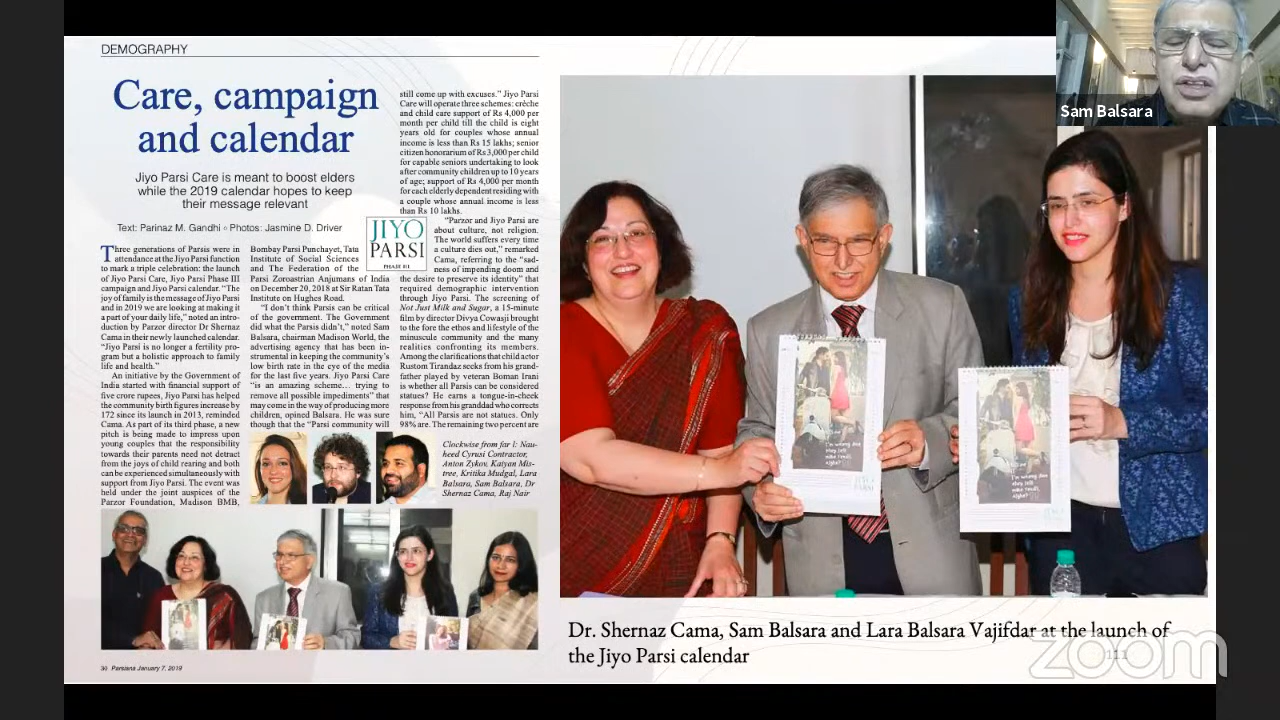 DEMOGRAPHY
Care, campaign
and calendar
Jiyo Parsi Care is meant to boost elders
while the 2019 calendar hopes to keep
their message relevant
Text: Parinaz M. Gandhi ◦ Photos: Jasmine D. Driver
Three generations of Parsis were in
attendance at the Jiyo Parsi function
to mark a triple celebration: the launch
of Jiyo Parsi Care, Jiyo Parsi Phase III
campaign and Jiyo Parsi calendar. “The
joy of family is the message of Jiyo Parsi
and in 2019 we are looking at making it
a part of your daily life,” noted an intro-
duction by Parzor director Dr Shernaz
Cama in their newly launched calendar.
“Jiyo Parsi is no longer a fertility pro-
gram but a holistic approach to family
life and health.”
An initiative by the Government of
India started with financial support of
five crore rupees, Jiyo Parsi has helped
the community birth figures increase by
172 since its launch in 2013, reminded
Cama. As part of its third phase, a new
pitch is being made to impress upon
young couples that the responsibility
towards their parents need not detract
from the joys of child rearing and both
can be experienced simultaneously with
support from Jiyo Parsi. The event was
held under the joint auspices of the
Parzor Foundation, Madison BMB,
Bombay Parsi Punchayet, Tata
Institute of Social Sciences
and The Federation of the
Parsi Zoroastrian Anjumans of India
on December 20, 2018 at Sir Ratan Tata
Institute on Hughes Road.
“I don’t think Parsis can be critical
of the government. The Government
did what the Parsis didn’t,” noted Sam
Balsara, chairman Madison World, the
advertising agency that has been in-
strumental in keeping the community’s
low birth rate in the eye of the media
for the last five years. Jiyo Parsi Care
“is an amazing scheme… trying to
remove all possible impediments” that
may come in the way of producing more
children, opined Balsara. He was sure
though that the “Parsi community will
still come up with excuses.” Jiyo Parsi
Care will operate three schemes: crèche
and child care support of Rs 4,000 per
month per child till the child is eight
years old for couples whose annual
income is less than Rs 15 lakhs; senior
citizen honorarium of Rs 3,000 per child
for capable seniors undertaking to look
after community children up to 10 years
of age; support of Rs 4,000 per month
for each elderly dependent residing with
a couple whose annual income is less
than Rs 10 lakhs.
“Parzor and Jiyo Parsi are
about culture, not religion.
The world suffers every time
a culture dies out,” remarked
Cama, referring to the “sad-
ness of impending doom and
the desire to preserve its identity” that
required demographic intervention
through Jiyo Parsi. The screening of
Not Just Milk and Sugar, a 15-minute
film by director Divya Cowasji brought
to the fore the ethos and lifestyle of the
minuscule community and the many
realities confronting its members.
Among the clarifications that child actor
Rustom Tirandaz seeks from his grand-
father played by veteran Boman Irani
is whether all Parsis can be considered
statues? He earns a tongue-in-cheek
response from his granddad who corrects
him, “All Parsis are not statues. Only
98% are. The remaining two percent are
JIYO
PARSI
PHASE III
Clockwise from far l: Nau-
heed Cyrusi Contractor,
Anton Zykov, Katyan Mis-
tree, Kritika Mudgal, Lara
Balsara, Sam Balsara, Dr
Shernaz Cama, Raj Nair
30 Parsiana January 7, 2019
JIYO
PARSI
Dr. Shernaz Cama, Sam Balsara and Lara Balsara Vajifdar at the launch of
the Jiyo Parsi calendar
111
zoom
Sam Balsara